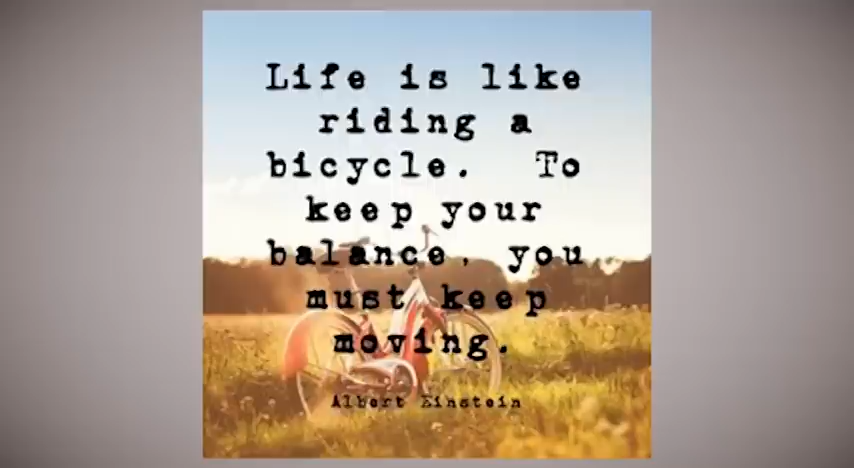 Life is like
riding a
bicycle. To
keep your
balance, you
must keep
moving.
Albert Einstein